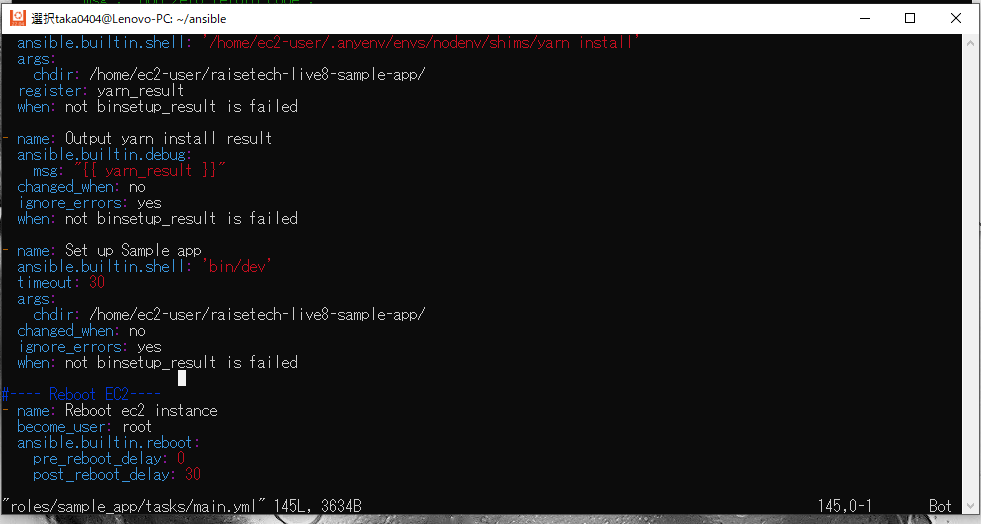 選択taka0404@Lenovo-PC: ~/ansible
ansible.builtin.shell: '/home/ec2-user/.anyenv/envs/nodenv/shims/yarn install'
args:
chdir: /home/ec2-user/raisetech-live8-sample-app/
register: yarn_result
when: not binsetup_result is failed
- name: Output yarn install result
ansible.builtin.debug:
msg: "[[ yarn_result ]]"
changed_when: no
ignore_errors: yes
when: not binsetup_result is failed
- name: Set up Sample app
ansible.builtin.shell: 'bin/dev'
timeout: 30
args:
chdir: /home/ec2-user/raisetech-live8-sample-app/
changed_when: no
ignore_errors: yes
when: not binsetup_result is failed
#---- Reboot EC2----
- name: Reboot ec2 instance
become_user: root
ansible.builtin.reboot:
pre_reboot_delay: 0
post_reboot_delay: 30
"roles/sample_app/tasks/main.yml" 145L, 3634B 145,0-1 Bot